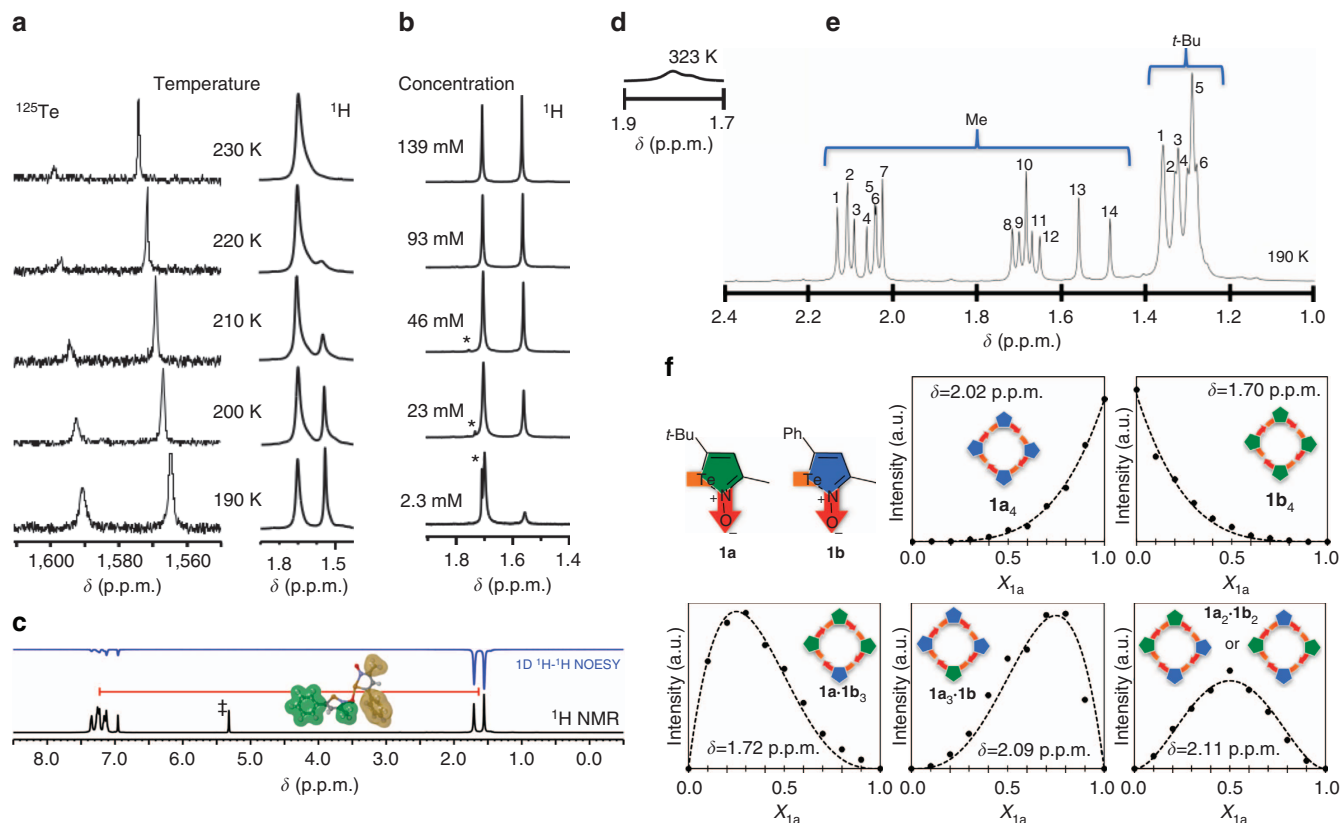 a
b
d
e
Temperature
¹²⁵Te
¹H
230 K
220 K
210 K
200 K
190 K
1,600 1,580 1,560
δ (p.p.m.)
1.8 1.5
δ (p.p.m.)
Concentration
¹H
139 mM
93 mM
46 mM
*
23 mM
*
2.3 mM
*
1.8 1.6 1.4
δ (p.p.m.)
323 K
1.9 1.7
δ (p.p.m.)
Me
t-Bu
1 2 3 4 5 6 7 8 9 10 11 12 13 14
1 2 3 4 5 6
190 K
2.4 2.2 2.0 1.8 1.6 1.4 1.2 1.0
δ (p.p.m.)
c
1D ¹H-¹H NOESY
‡
¹H NMR
8.0 7.0 6.0 5.0 4.0 3.0 2.0 1.0 0.0
δ (p.p.m.)
f
t-Bu
Te
N
+
O
−
1a
Ph
Te
N
+
O
−
1b
Intensity (a.u.)
δ=2.02 p.p.m.
1a₄
0.0 0.5 1.0
X₁ₐ
Intensity (a.u.)
δ=1.70 p.p.m.
1b₄
0.0 0.5 1.0
X₁ₐ
Intensity (a.u.)
1a·1b₃
δ=1.72 p.p.m.
0.0 0.5 1.0
X₁ₐ
Intensity (a.u.)
1a₃·1b
δ=2.09 p.p.m.
0.0 0.5 1.0
X₁ₐ
Intensity (a.u.)
1a₂·1b₂
or
δ=2.11 p.p.m.
0.0 0.5 1.0
X₁ₐ